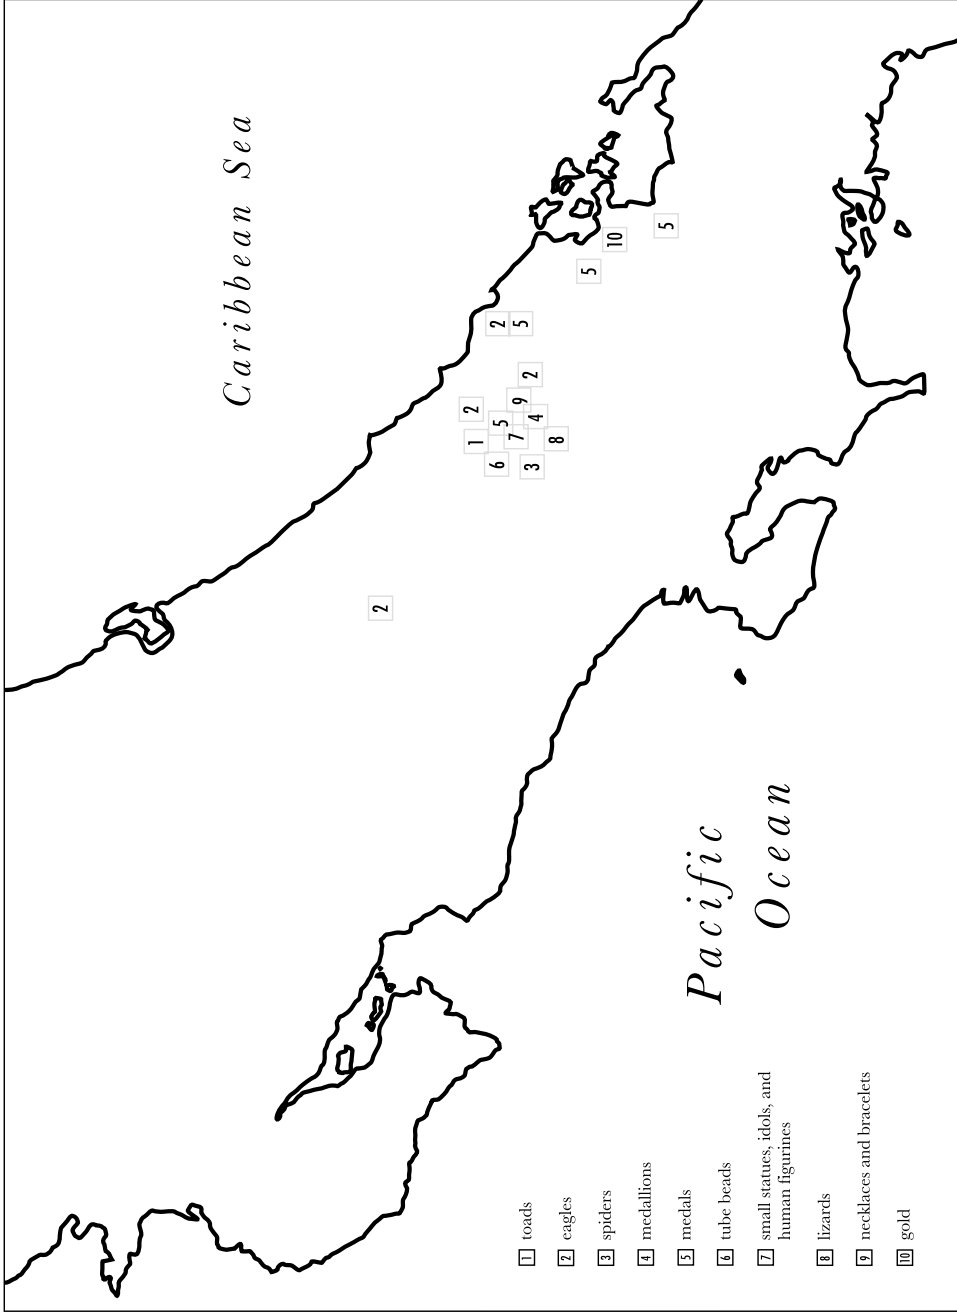 Caribbean Sea
2
1
2
6
5
2
7
9
5
3
4
2
8
5
10
5
Pacific
Ocean
1 toads
2 eagles
3 spiders
4 medallions
5 medals
6 tube beads
7 small statues, idols, and
human figurines
8 lizards
9 necklaces and bracelets
10 gold